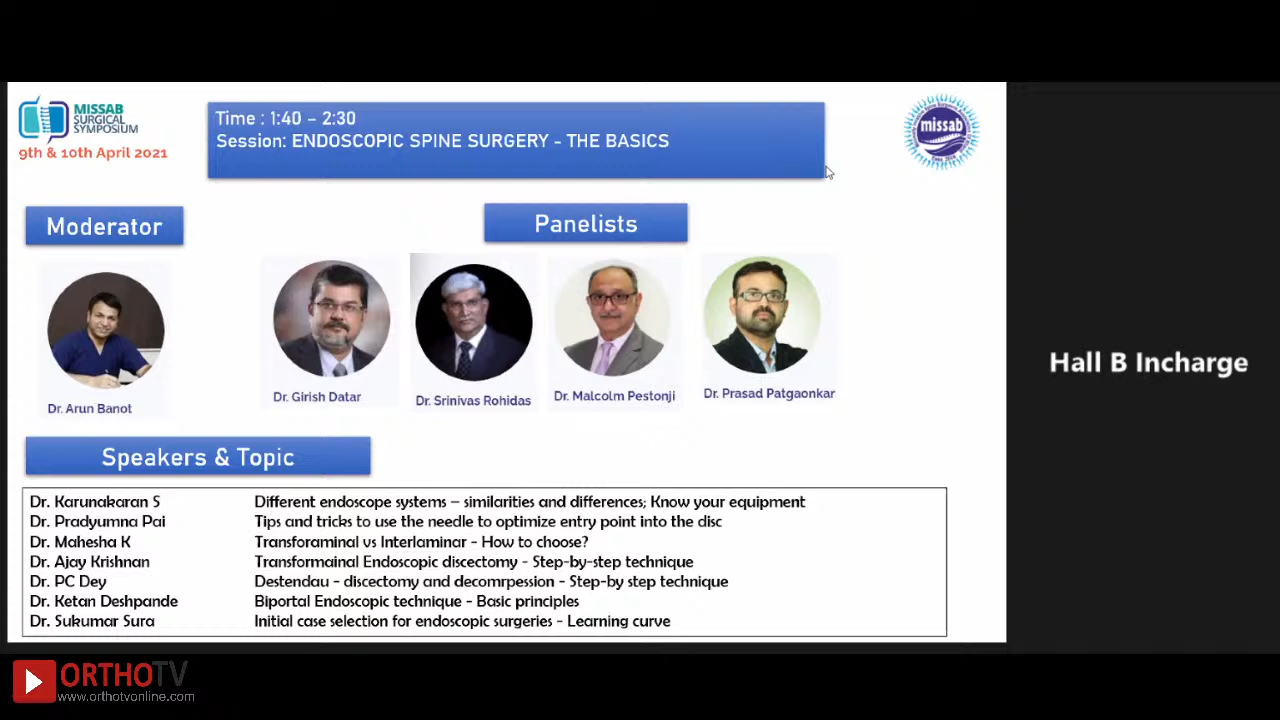 MISSAB
SURGICAL
SYMPOSIUM
9th & 10th April 2021
Time : 1:40 – 2:30
Session: ENDOSCOPIC SPINE SURGERY - THE BASICS
missab
Moderator
Panelists
Dr. Arun Banot
Dr. Girish Datar
Dr. Srinivas Rohidas
Dr. Malcolm Pestonji
Dr. Prasad Patgaonkar
Hall B Incharge
Speakers & Topic
Dr. Karunakaran S Different endoscope systems – similarities and differences; Know your equipment
Dr. Pradyumna Pai Tips and tricks to use the needle to optimize entry point into the disc
Dr. Mahesha K Transforaminal vs Interlaminar - How to choose?
Dr. Ajay Krishnan Transformainal Endoscopic discectomy - Step-by-step technique
Dr. PC Dey Destendau - discectomy and decomrpession - Step-by step technique
Dr. Ketan Deshpande Biportal Endoscopic technique - Basic principles
Dr. Sukumar Sura Initial case selection for endoscopic surgeries - Learning curve
ORTHOTV
www.orthotvonline.com